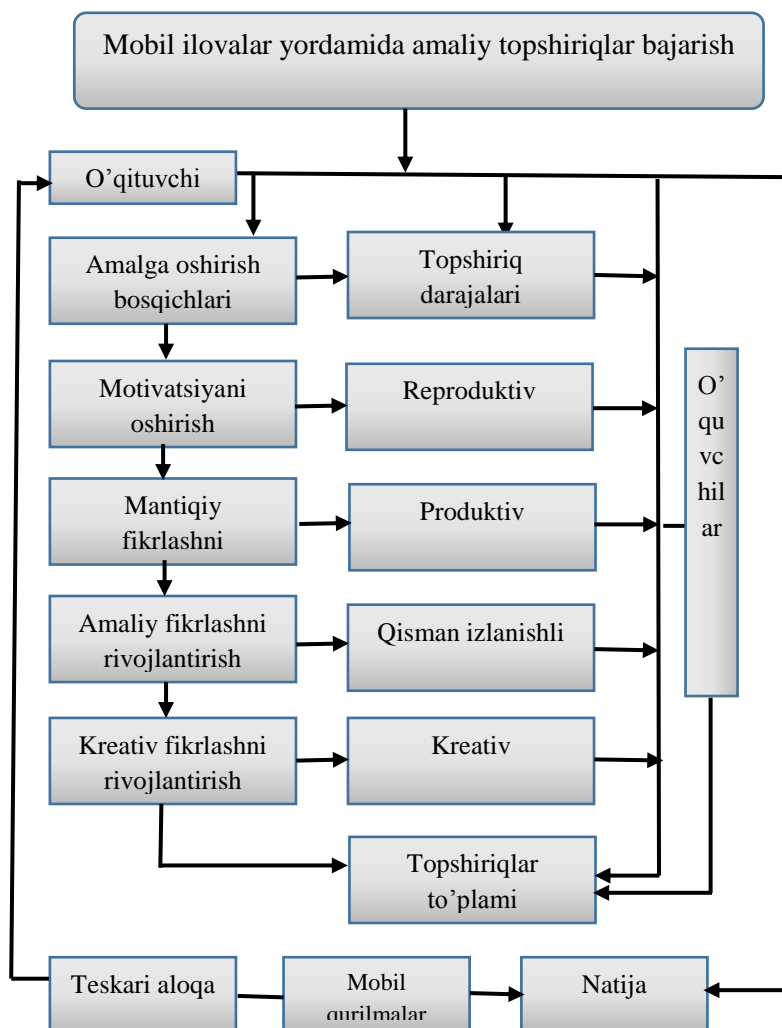 Mobil ilovalar yordamida amaliy topshiriqlar bajarish
O’qituvchi
Amalga oshirish
bosqichlari
Topshiriq
darajalari
Motivatsiyani
oshirish
Reproduktiv
O’
qu
vc
hil
ar
Mantiqiy
fikrlashni
Produktiv
Amaliy fikrlashni
rivojlantirish
Qisman izlanishli
Kreativ fikrlashni
rivojlantirish
Kreativ
Topshiriqlar
to’plami
Teskari aloqa
Mobil
qurilmalar
Natija